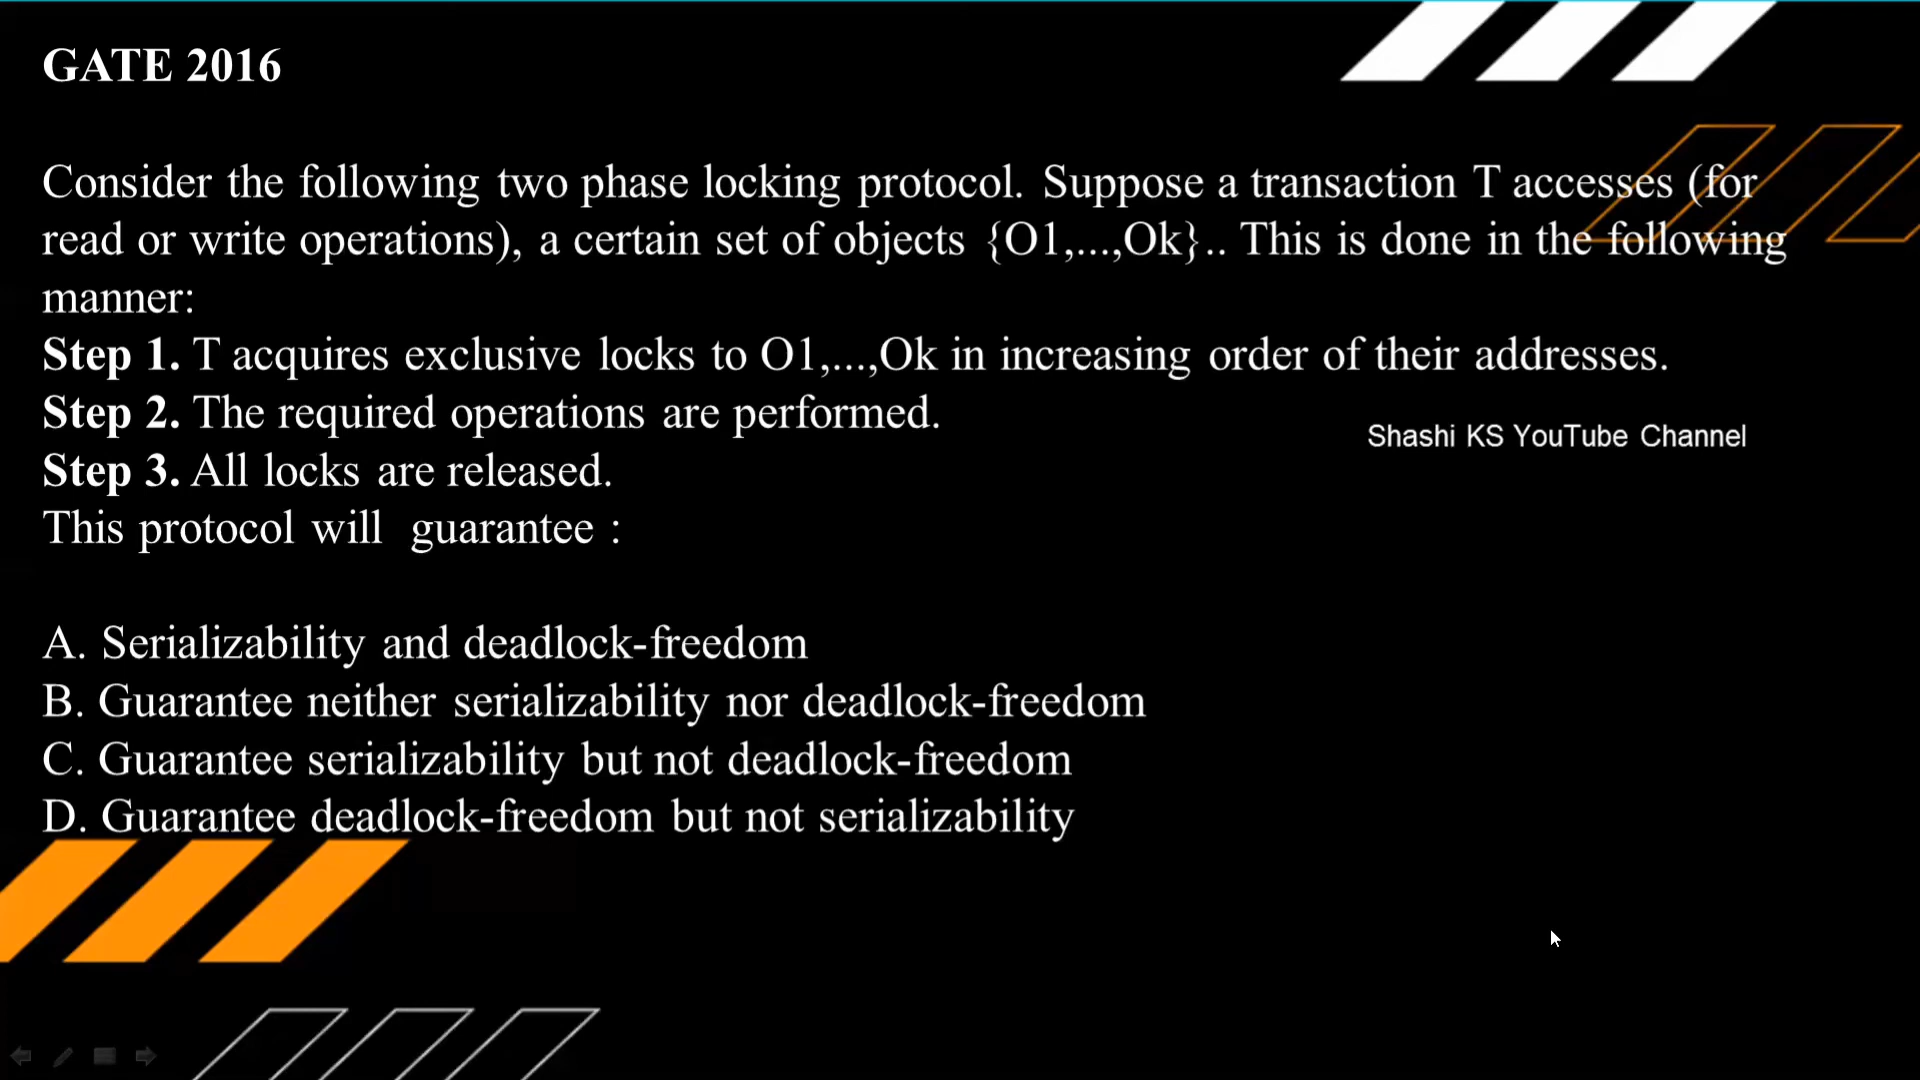 GATE 2016
Consider the following two phase locking protocol. Suppose a transaction T accesses (for
read or write operations), a certain set of objects {O1,...,Ok}.. This is done in the following
manner:
Step 1. T acquires exclusive locks to O1,...,Ok in increasing order of their addresses.
Step 2. The required operations are performed.
Shashi KS YouTube Channel
Step 3. All locks are released.
This protocol will guarantee :
A. Serializability and deadlock-freedom
B. Guarantee neither serializability nor deadlock-freedom
C. Guarantee serializability but not deadlock-freedom
D. Guarantee deadlock-freedom but not serializability